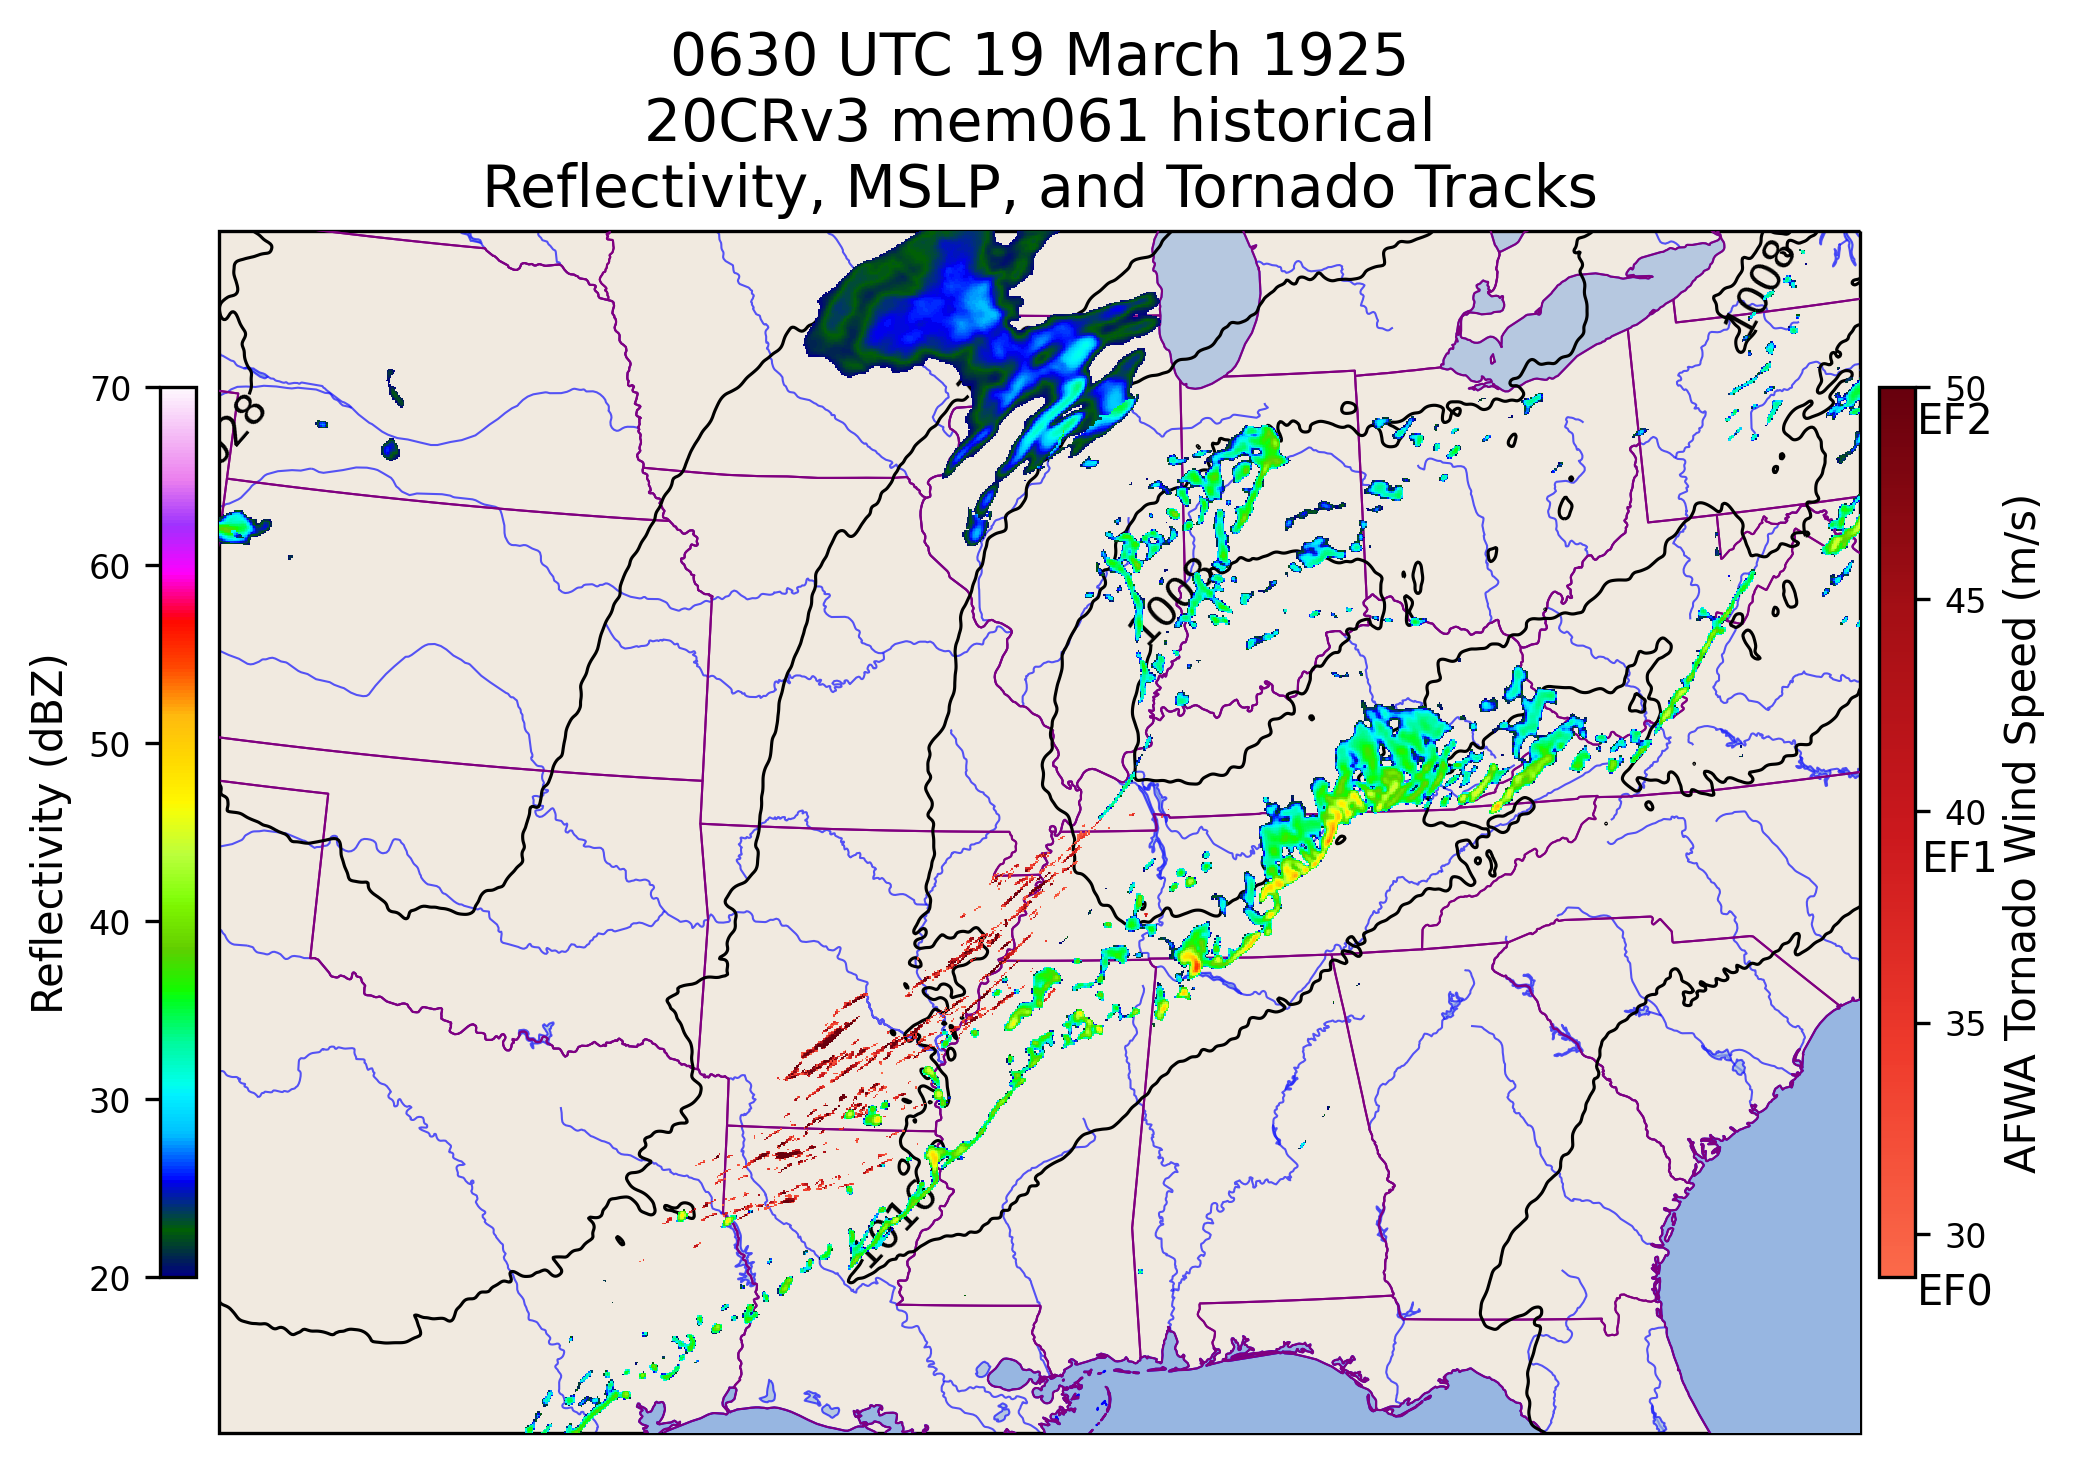 0630 UTC 19 March 1925
20CRv3 mem061 historical
Reflectivity, MSLP, and Tornado Tracks
1008
70
50
EF2
60
45
1008
50
40
EF1
40
35
30
1016
30
20
EF0
Reflectivity (dBZ)
AFWA Tornado Wind Speed (m/s)